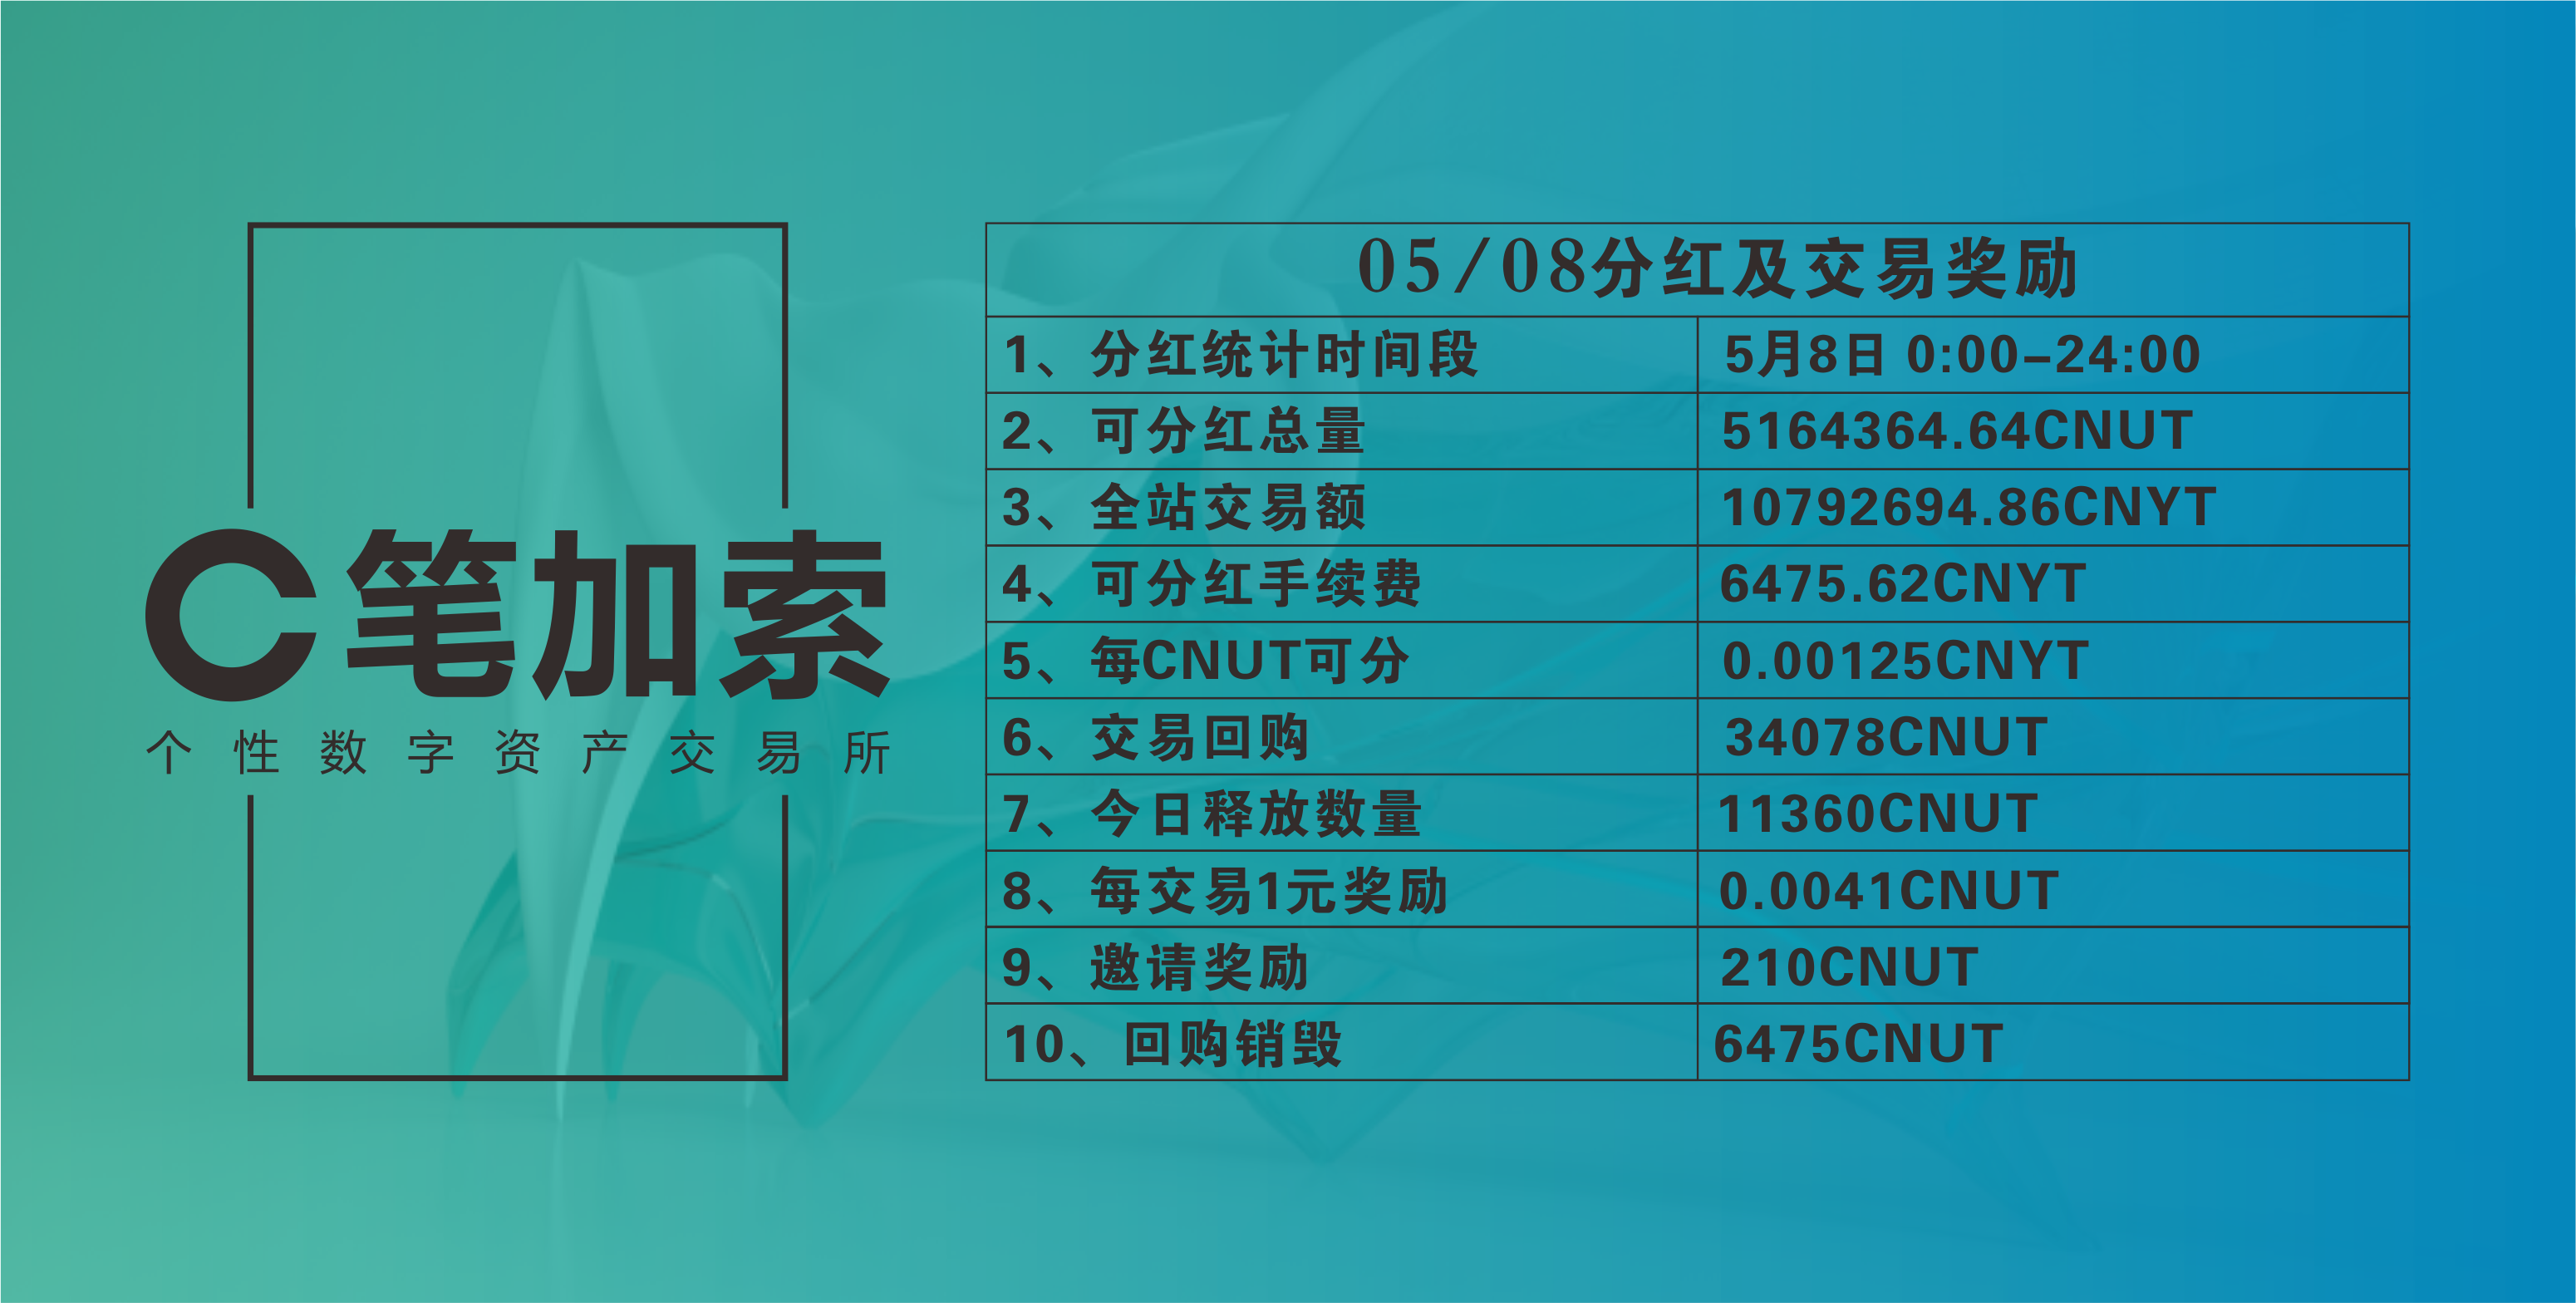 C笔加索
个性数字资产交易所
05/08分红及交易奖励
1、分红统计时间段 5月8日 0:00-24:00
2、可分红总量 5164364.64CNUT
3、全站交易额 10792694.86CNYT
4、可分红手续费 6475.62CNYT
5、每CNUT可分 0.00125CNYT
6、交易回购 34078CNUT
7、今日释放数量 11360CNUT
8、每交易1元奖励 0.0041CNUT
9、邀请奖励 210CNUT
10、回购销毁 6475CNUT